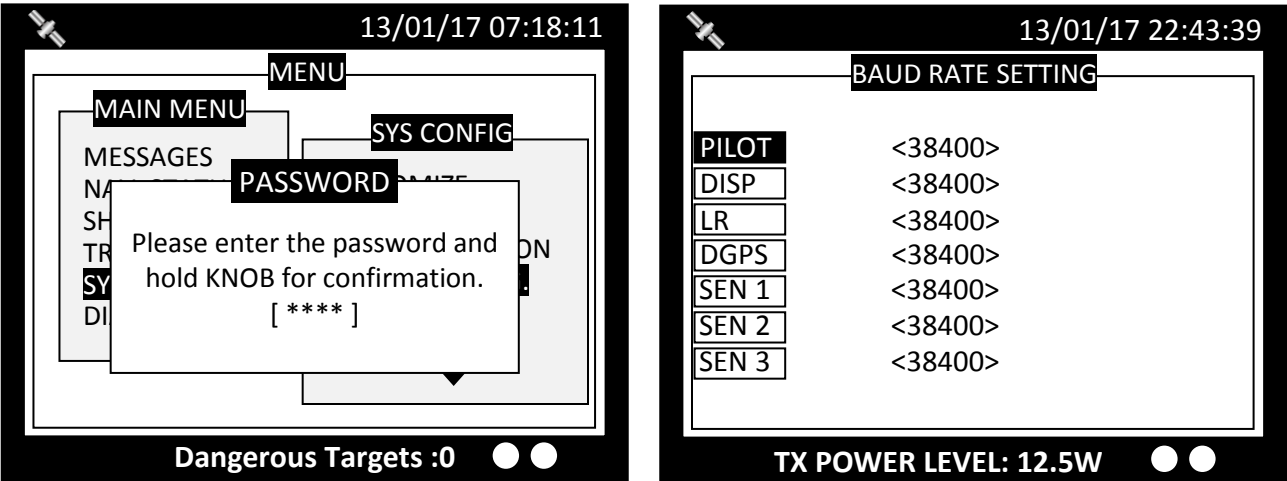 13/01/17 07:18:11
MENU
MAIN MENU
SYS CONFIG
MESSAGES
PASSWORD
Please enter the password and
hold KNOB for confirmation.
[ **** ]
Dangerous Targets :0
13/01/17 22:43:39
BAUD RATE SETTING
PILOT <38400>
DISP <38400>
LR <38400>
DGPS <38400>
SEN 1 <38400>
SEN 2 <38400>
SEN 3 <38400>
TX POWER LEVEL: 12.5W